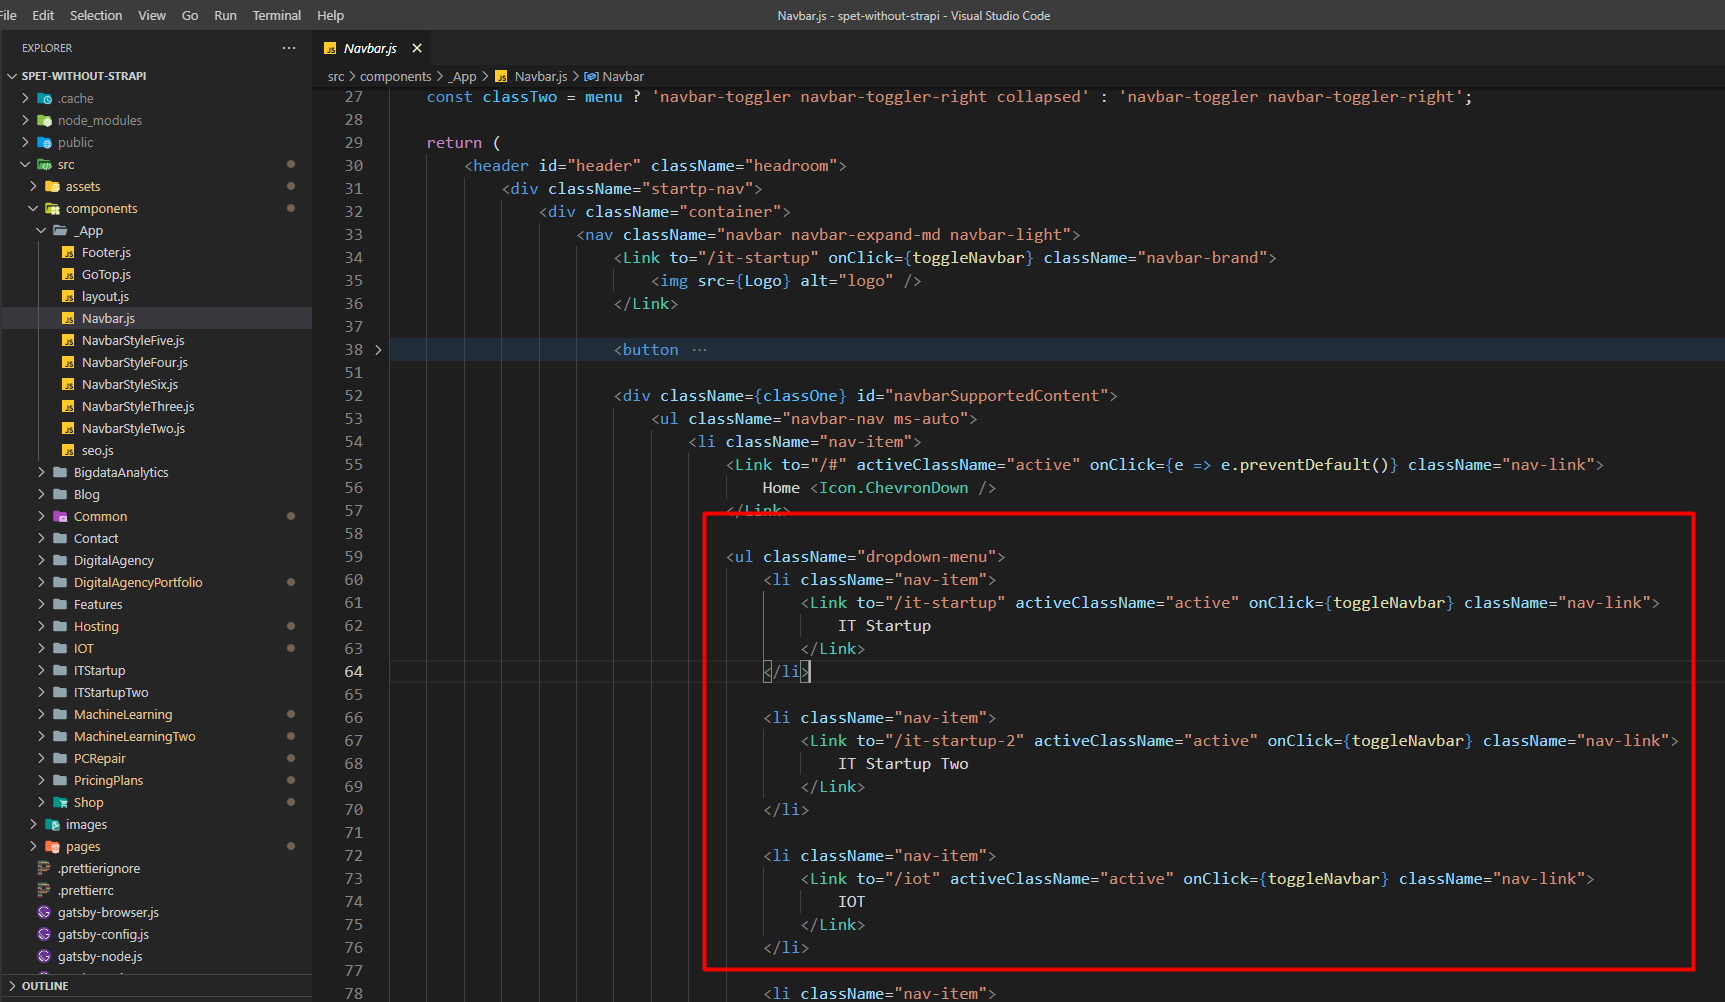 File Edit Selection View Go Run Terminal Help
Navbar.js - spet-without-strapi - Visual Studio Code
EXPLORER
SPET-WITHOUT-STRAPI
.cache
node_modules
public
src
assets
components
_App
Footer.js
GoTop.js
layout.js
Navbar.js
NavbarStyleFive.js
NavbarStyleFour.js
NavbarStyleSix.js
NavbarStyleThree.js
NavbarStyleTwo.js
seo.js
BigdataAnalytics
Blog
Common
Contact
DigitalAgency
DigitalAgencyPortfolio
Features
Hosting
IOT
ITStartup
ITStartupTwo
MachineLearning
MachineLearningTwo
PCRepair
PricingPlans
Shop
images
pages
.prettierignore
.prettierrc
gatsby-browser.js
gatsby-config.js
gatsby-node.js
OUTLINE
Navbar.js
src > components > _App > Navbar.js > Navbar
27 const classTwo = menu ? 'navbar-toggler navbar-toggler-right collapsed' : 'navbar-toggler navbar-toggler-right';
28
29 return (
30 <header id="header" className="headroom">
31 <div className="startp-nav">
32 <div className="container">
33 <nav className="navbar navbar-expand-md navbar-light">
34 <Link to="/it-startup" onClick={toggleNavbar} className="navbar-brand">
35 <img src={Logo} alt="logo" />
36 </Link>
37
38 <button ...
51
52 <div className={classOne} id="navbarSupportedContent">
53 <ul className="navbar-nav ms-auto">
54 <li className="nav-item">
55 <Link to="/#" activeClassName="active" onClick={e => e.preventDefault()} className="nav-link">
56 Home <Icon.ChevronDown />
57 </Link>
58
59 <ul className="dropdown-menu">
60 <li className="nav-item">
61 <Link to="/it-startup" activeClassName="active" onClick={toggleNavbar} className="nav-link">
62 IT Startup
63 </Link>
64 </li>
65
66 <li className="nav-item">
67 <Link to="/it-startup-2" activeClassName="active" onClick={toggleNavbar} className="nav-link">
68 IT Startup Two
69 </Link>
70 </li>
71
72 <li className="nav-item">
73 <Link to="/iot" activeClassName="active" onClick={toggleNavbar} className="nav-link">
74 IOT
75 </Link>
76 </li>
77
78 <li className="nav-item">